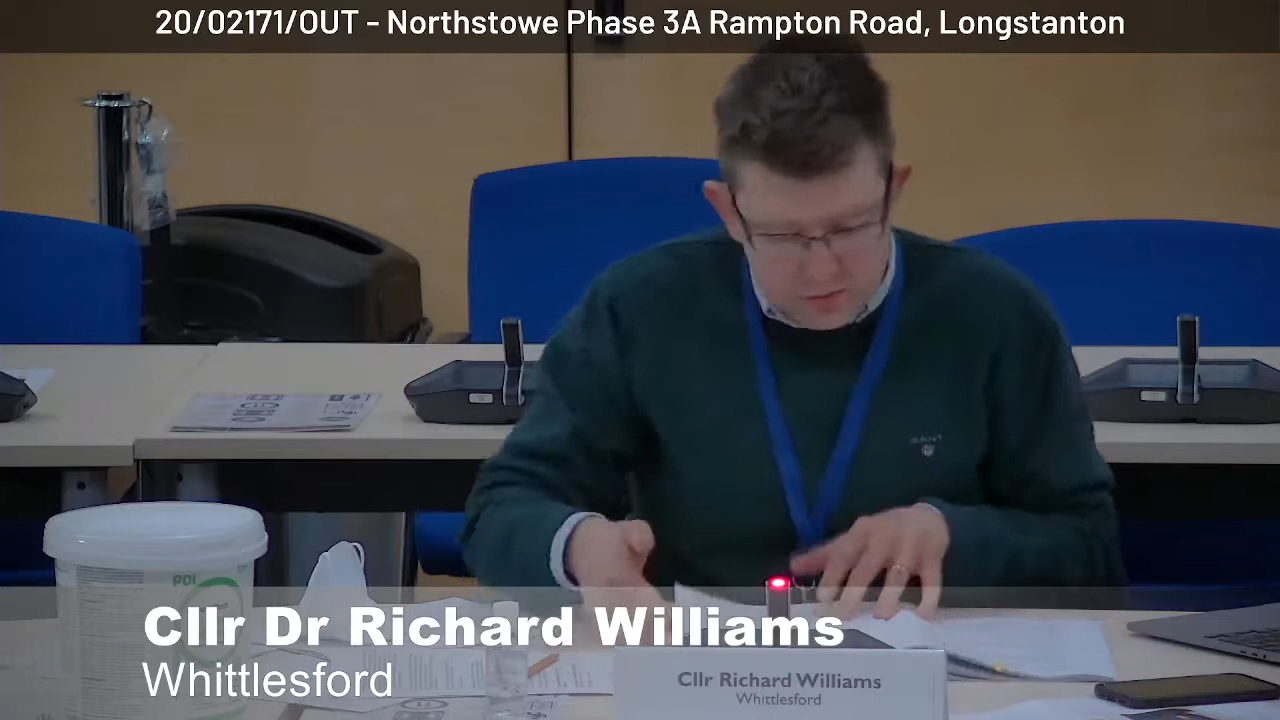 20/02171/OUT - Northstowe Phase 3A Rampton Road, Longstanton
GANT
PDI
Cllr Dr Richard Williams
Whittlesford
Cllr Richard Williams
Whittlesford